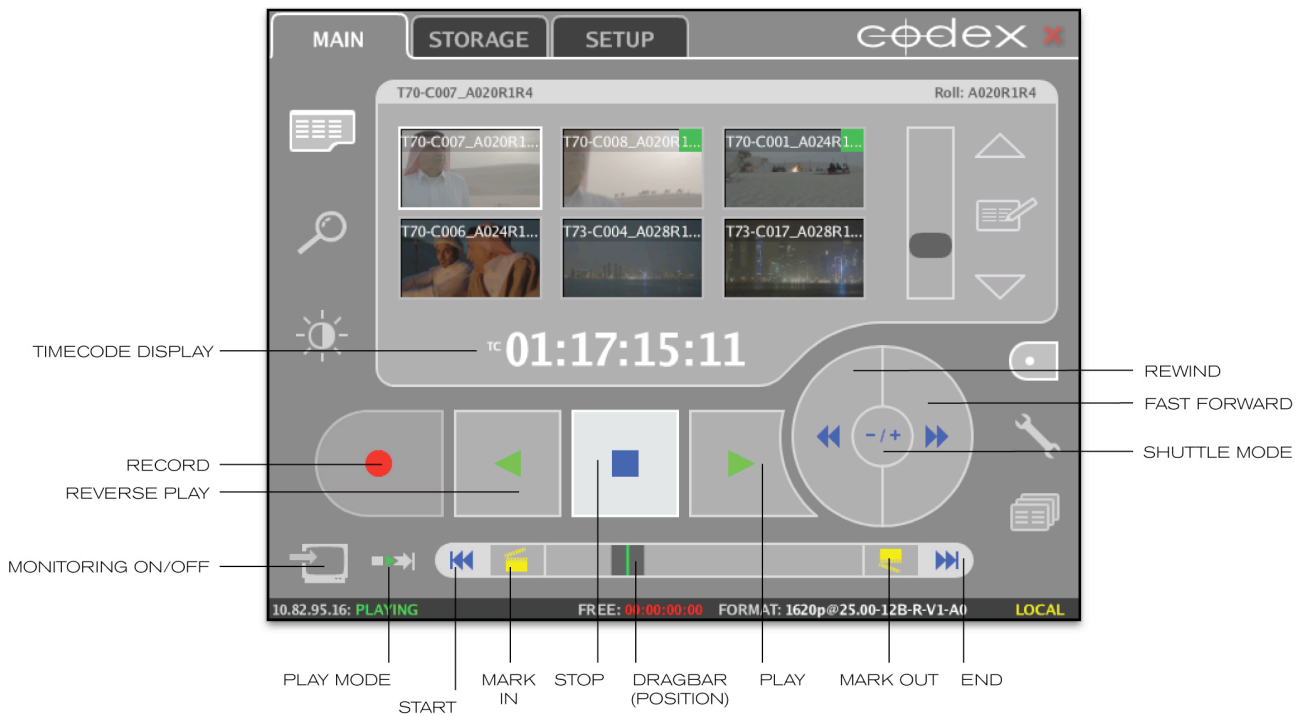 MAIN
STORAGE
SETUP
codex
T70-C007_A020R1R4
Roll: A020R1R4
T70-C007_A020R1...
T70-C008_A020R1...
T70-C001_A024R1...
T70-C006_A024R1...
T73-C004_A028R1...
T73-C017_A028R1...
TIMECODE DISPLAY
TC 01:17:15:11
REWIND
FAST FORWARD
- / +
SHUTTLE MODE
RECORD
REVERSE PLAY
MONITORING ON/OFF
10.82.95.16: PLAYING
FREE: 00:00:00:00
FORMAT: 1620p@25.00-12B-R-V1-A0
LOCAL
PLAY MODE
START
MARK
IN
STOP
DRAGBAR
(POSITION)
PLAY
MARK OUT
END